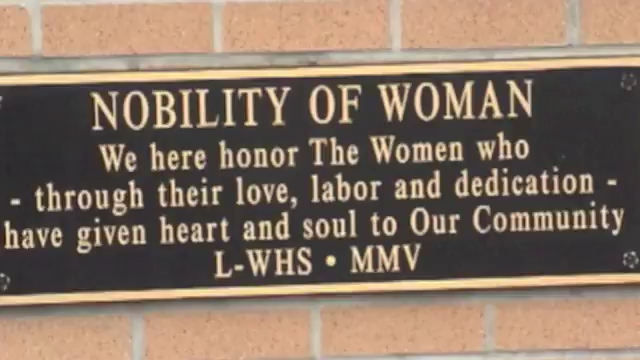 NOBILITY OF WOMAN
We here honor The Women who
- through their love, labor and dedication -
have given heart and soul to Our Community
L-WHS • MMV